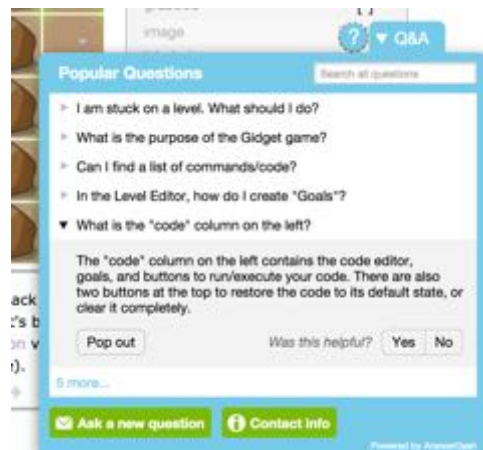 image
? ▼ Q&A
Popular Questions
Search all questions
I am stuck on a level. What should I do?
What is the purpose of the Gidget game?
Can I find a list of commands/code?
In the Level Editor, how do I create "Goals"?
What is the "code" column on the left?
The "code" column on the left contains the code editor,
goals, and buttons to run/execute your code. There are also
two buttons at the top to restore the code to its default state, or
clear it completely.
Pop out Was this helpful? Yes No
5 more...
Ask a new question Contact info
Powered by AnswerDash